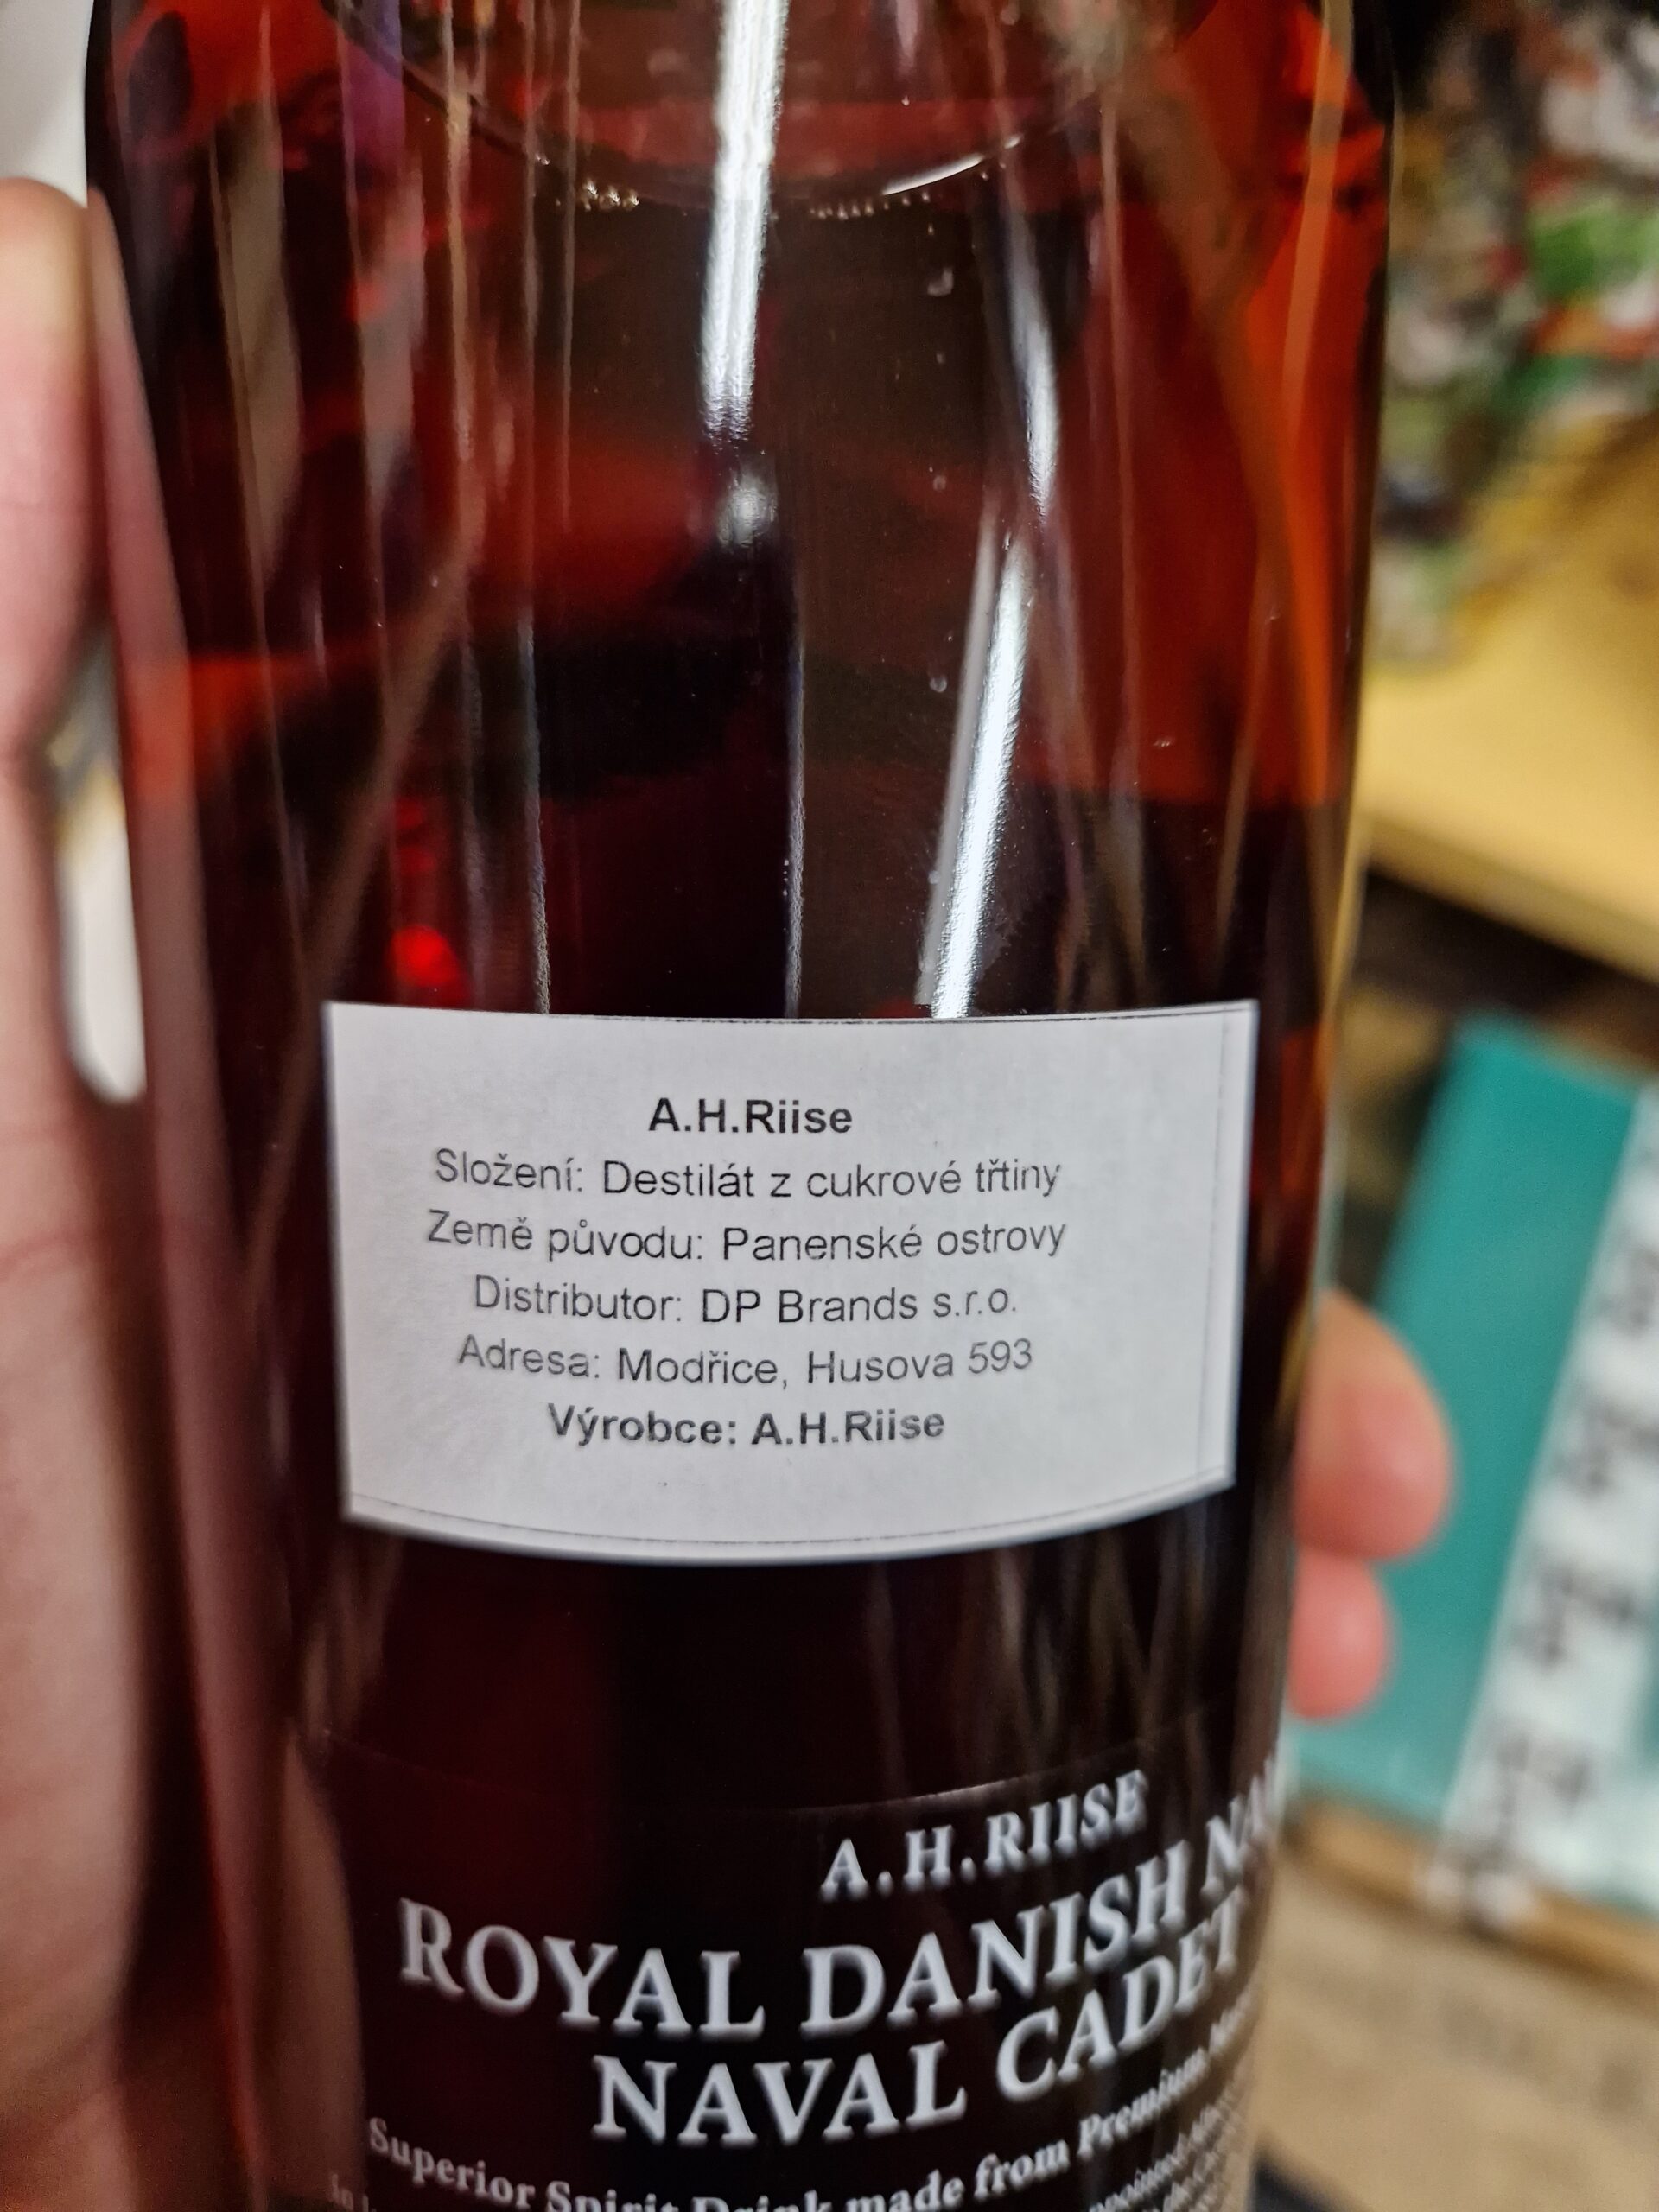 A.H.Riise
Složení: Destilát z cukrové třtiny
Země původu: Panenské ostrovy
Distributor: DP Brands s.r.o.
Adresa: Modřice, Husova 593
Výrobce: A.H.Riise
A.H.RIISE
ROYAL DANISH
NAVAL CADET
Superior Spirit Drink made from Premium